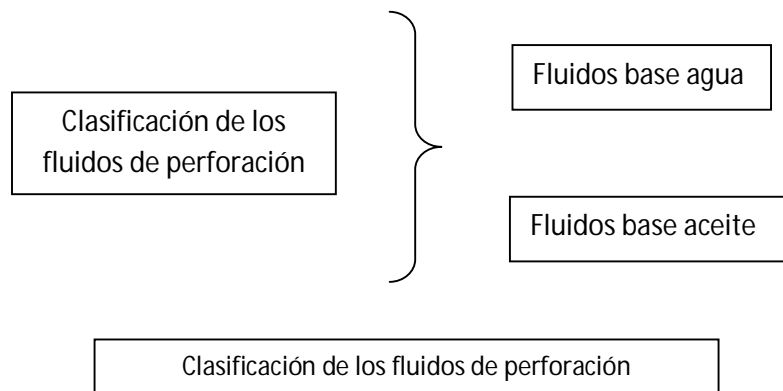 Clasificación de los
fluidos de perforación
Fluidos base agua
Fluidos base aceite
Clasificación de los fluidos de perforación